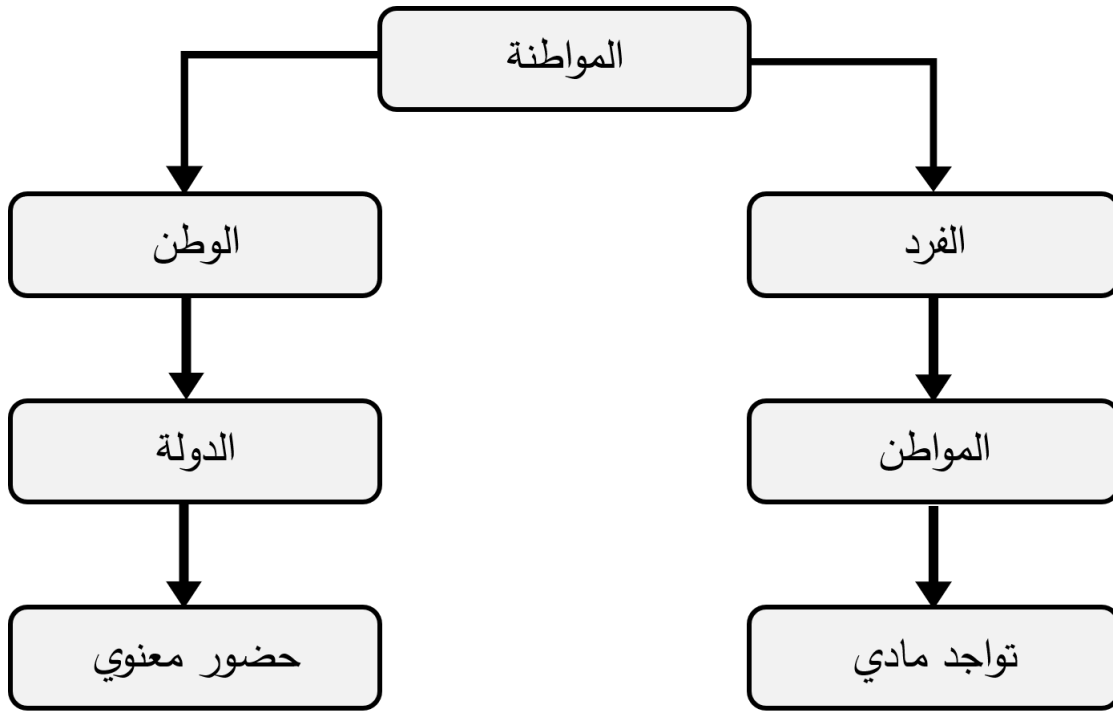 المواطنة
الفرد
الوطن
المواطن
الدولة
تواجد مادي
حضور معنوي